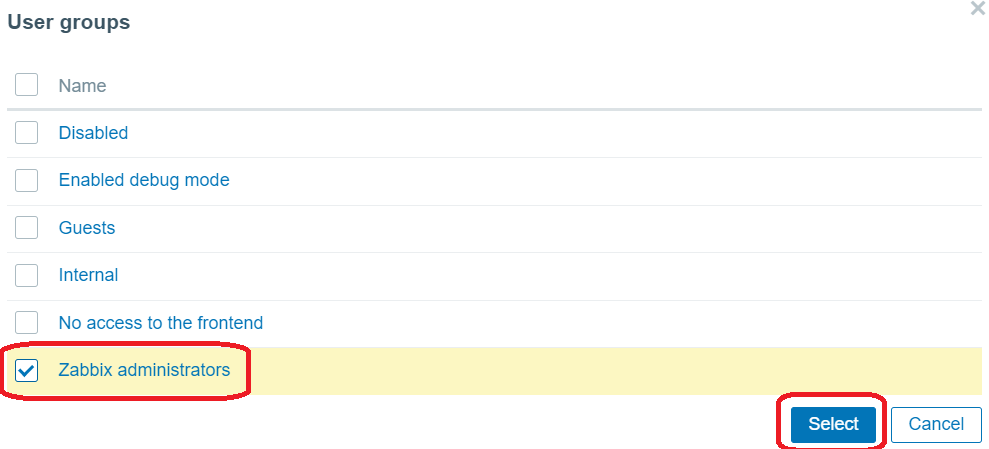 User groups
Name
Disabled
Enabled debug mode
Guests
Internal
No access to the frontend
Zabbix administrators
Select Cancel